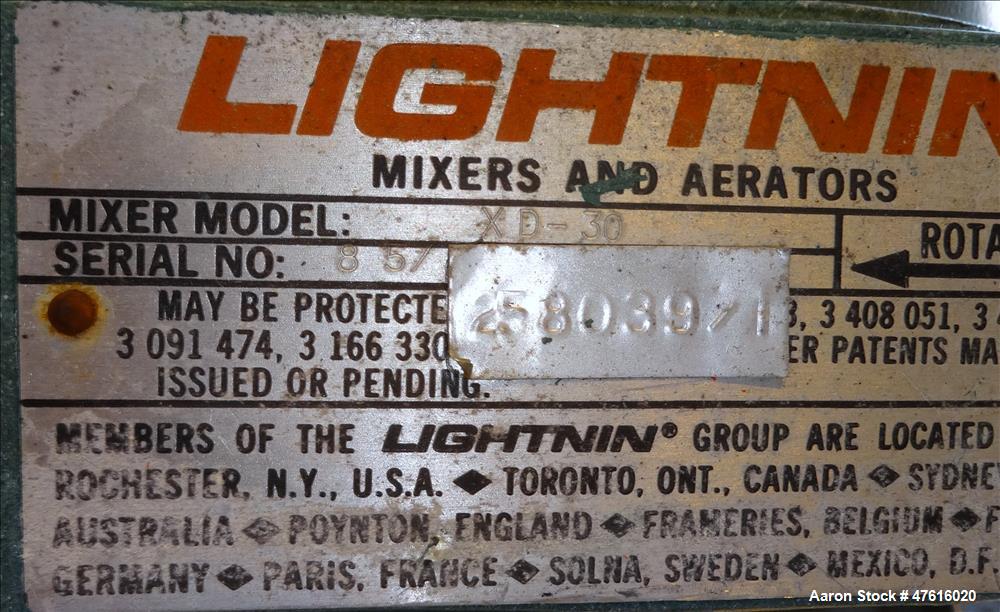 LIGHTNIN
MIXERS AND AERATORS
MIXER MODEL: XD-30
ROTA
SERIAL NO: 857
258039/1
MAY BE PROTECTE 3, 3 408 051, 3 4
3 091 474, 3 166 330 ER PATENTS MA
ISSUED OR PENDING.
MEMBERS OF THE LIGHTNIN® GROUP ARE LOCATED
ROCHESTER, N.Y., U.S.A. ◆ TORONTO, ONT., CANADA ◆ SYDNE
AUSTRALIA ◆ POYNTON, ENGLAND ◆ FRAMERIES, BELGIUM ◆ F
GERMANY ◆ PARIS, FRANCE ◆ SOLNA, SWEDEN ◆ MEXICO, D.F.
Aaron Stock # 47616020